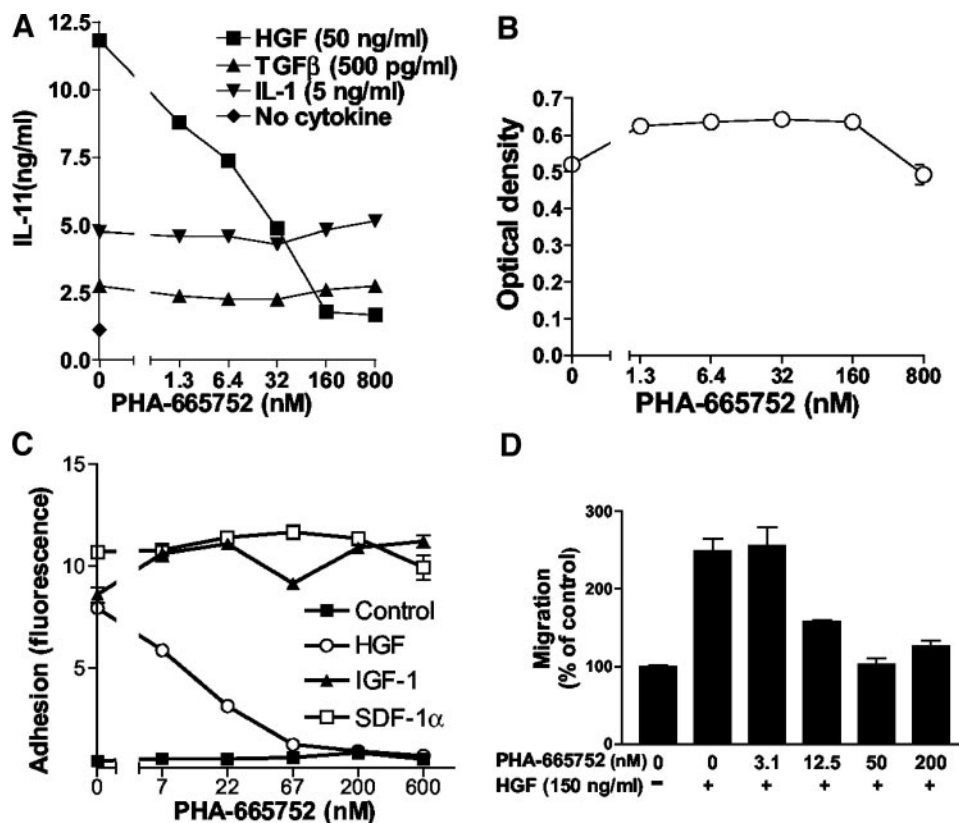 A
12.5
10.0
7.5
5.0
2.5
0.0
IL-11(ng/ml)
HGF (50 ng/ml)
TGFβ (500 pg/ml)
IL-1 (5 ng/ml)
No cytokine
0 1.3 6.4 32 160 800
PHA-665752 (nM)
B
0.7
0.6
0.5
0.4
0.3
0.2
0.1
0.0
Optical density
0 1.3 6.4 32 160 800
PHA-665752 (nM)
C
15
10
5
Adhesion (fluorescence)
Control
HGF
IGF-1
SDF-1α
0 7 22 67 200 600
PHA-665752 (nM)
D
300
200
100
0
Migration
(% of control)
PHA-665752 (nM) 0 0 3.1 12.5 50 200
HGF (150 ng/ml) – + + + + +